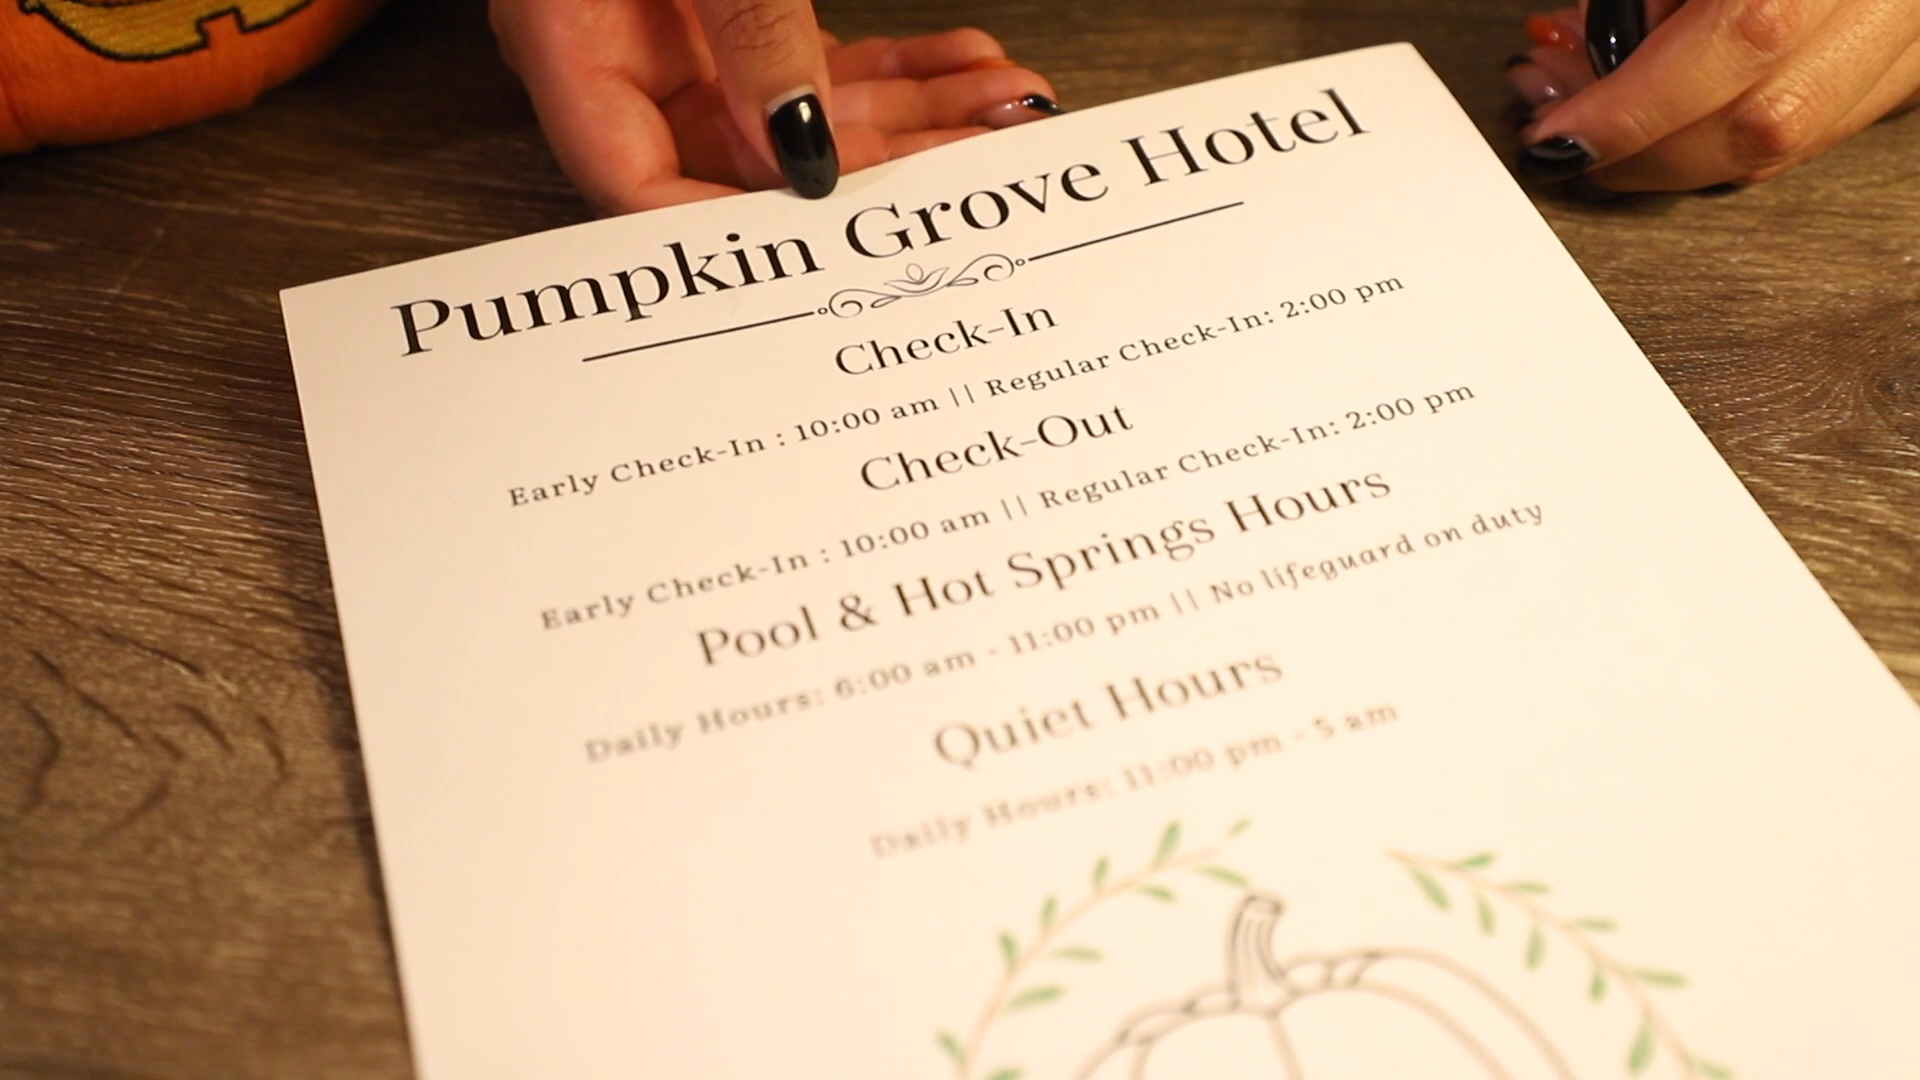 Pumpkin Grove Hotel
Check-In
Early Check-In : 10:00 am || Regular Check-In: 2:00 pm
Check-Out
Early Check-In : 10:00 am || Regular Check-In: 2:00 pm
Pool & Hot Springs Hours
Daily Hours: 6:00 am - 11:00 pm || No lifeguard on duty
Quiet Hours
Daily Hours: 11:00 pm - 5 am